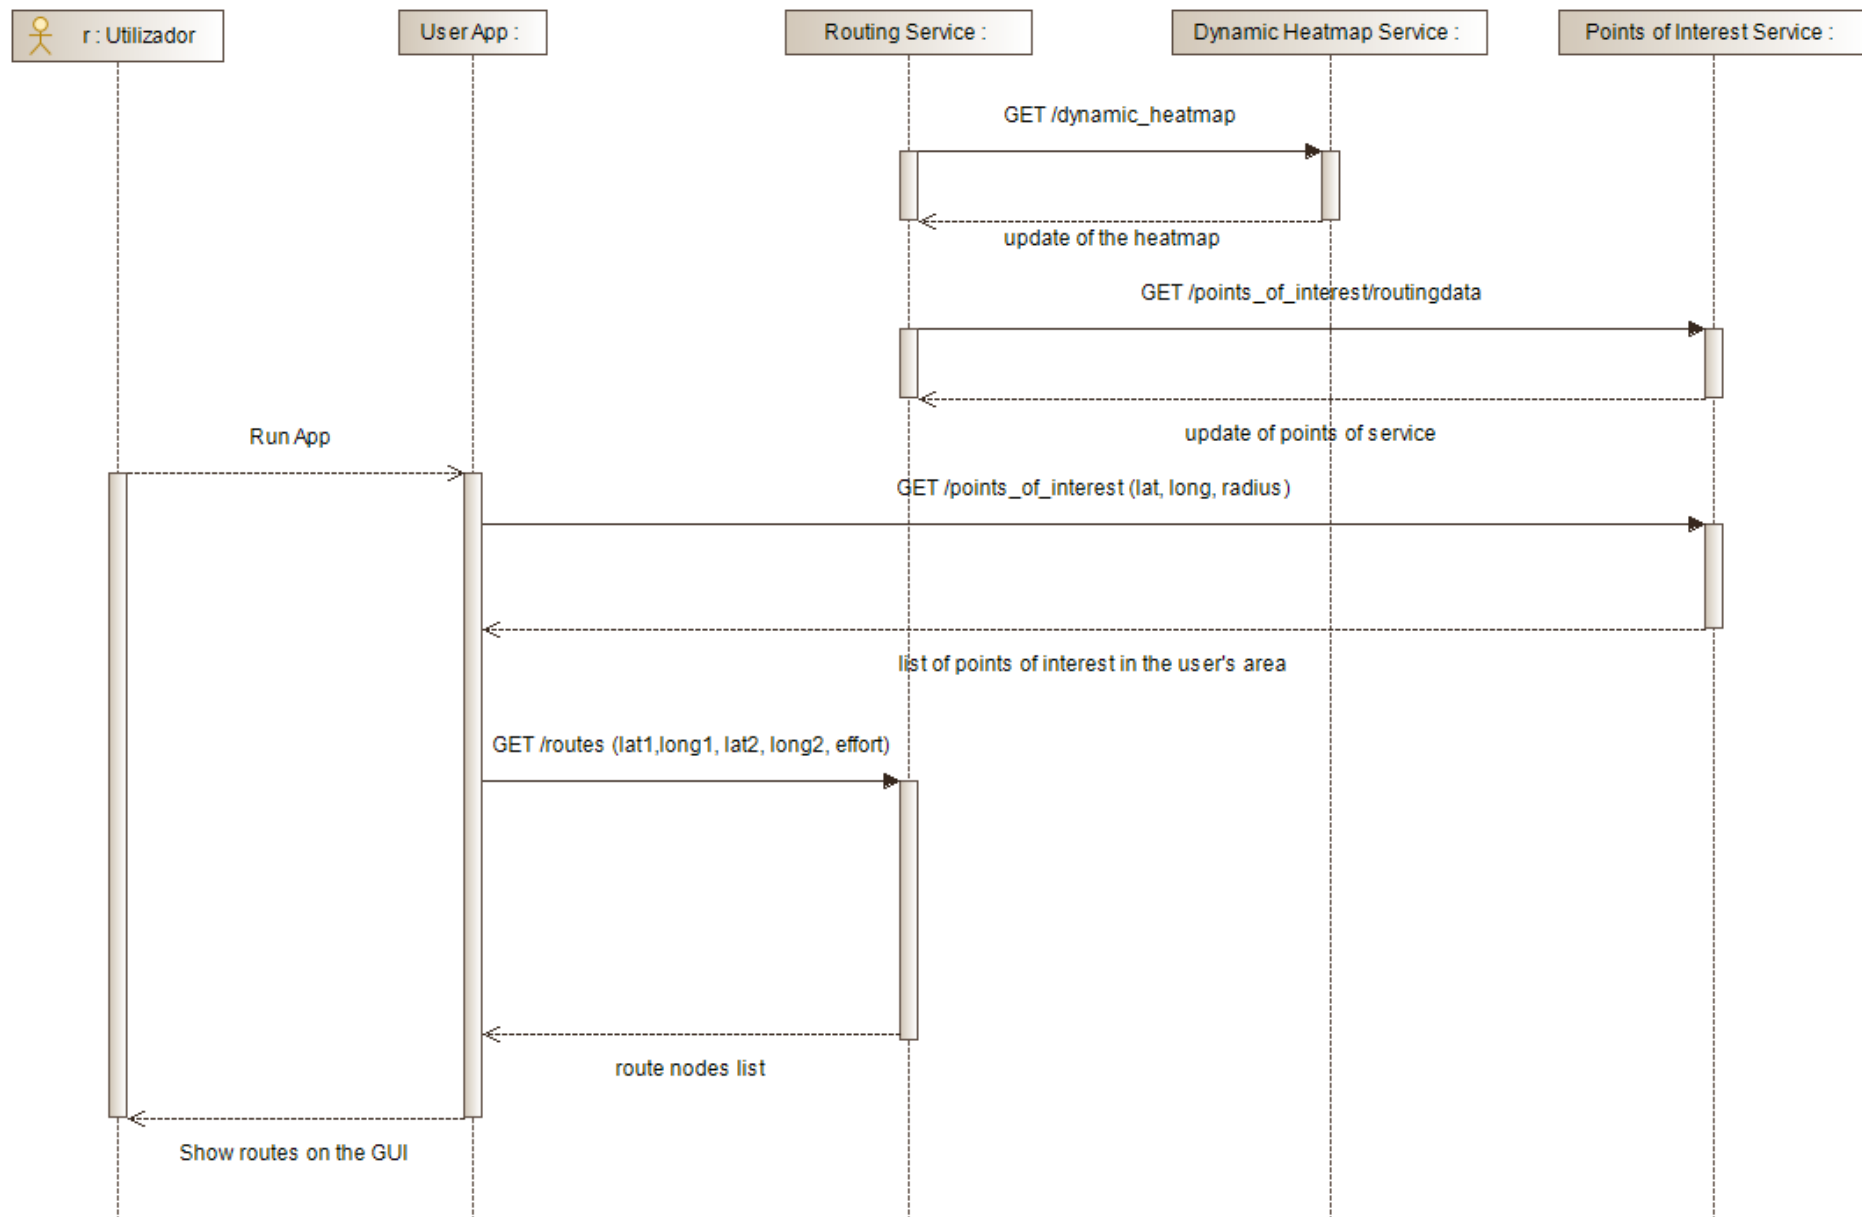 r : Utilizador
User App :
Routing Service :
Dynamic Heatmap Service :
Points of Interest Service :
GET /dynamic_heatmap
update of the heatmap
GET /points_of_interest/routingdata
update of points of service
Run App
GET /points_of_interest (lat, long, radius)
list of points of interest in the user's area
GET /routes (lat1,long1, lat2, long2, effort)
route nodes list
Show routes on the GUI